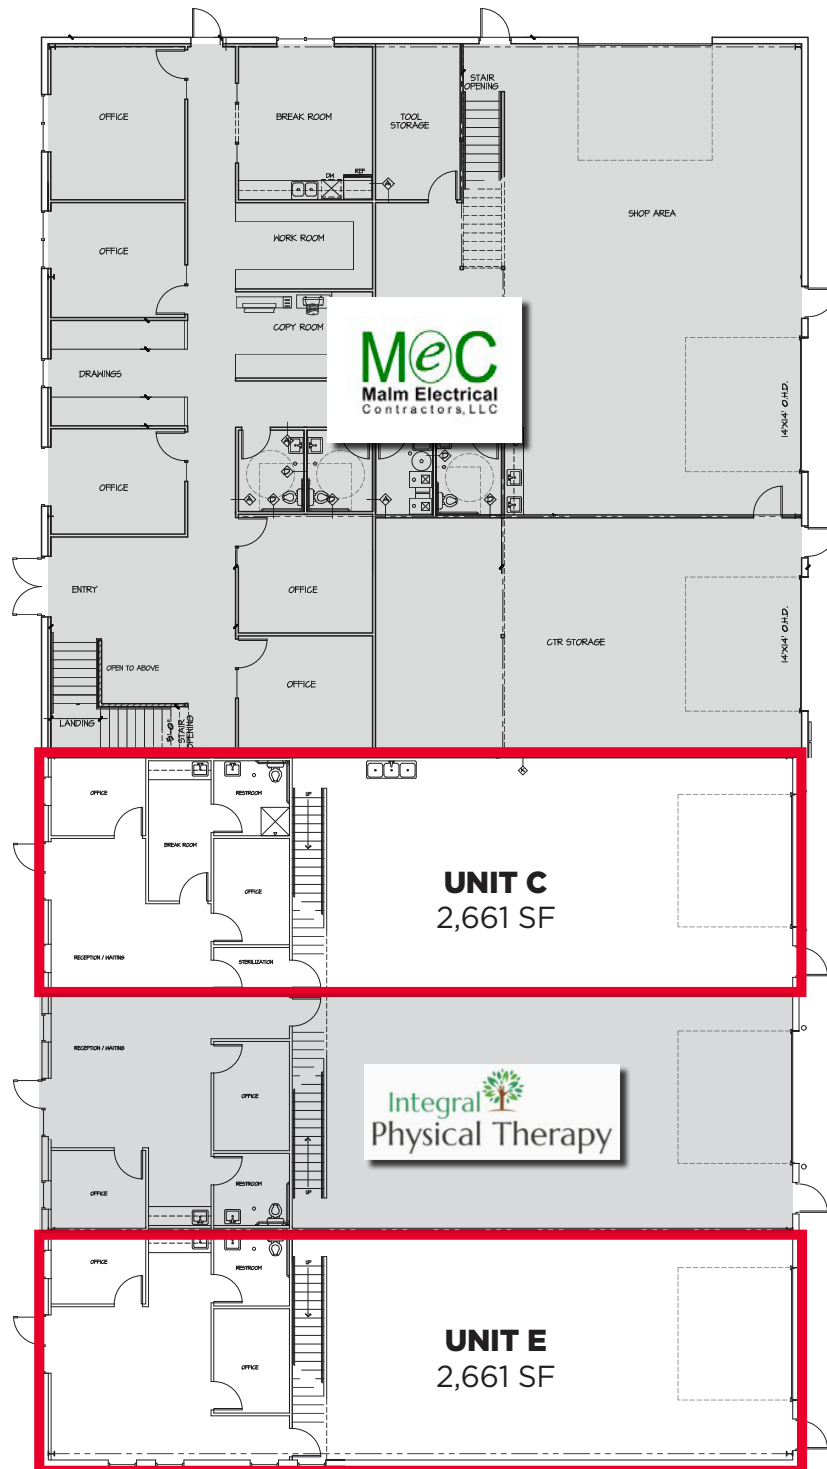 STAIR
OPENING
OFFICE
BREAK ROOM
TOOL
STORAGE
DW
REF
A
SHOP AREA
WORK ROOM
OFFICE
COPY ROOM
MeC
Malm Electrical
Contractors, LLC
DRAWINGS
14'X14' O.H.D.
OFFICE
ENTRY
OFFICE
CTR STORAGE
14'X14' O.H.D.
OPEN TO ABOVE
OFFICE
LANDING
STAIR
OPENING
OFFICE
RESTROOM
UP
BREAK ROOM
UNIT C
2,661 SF
OFFICE
RECEPTION / WAITING
STERILIZATION
RECEPTION / WAITING
OFFICE
Integral
Physical Therapy
OFFICE
RESTROOM
UP
OFFICE
RESTROOM
UP
UNIT E
2,661 SF
OFFICE